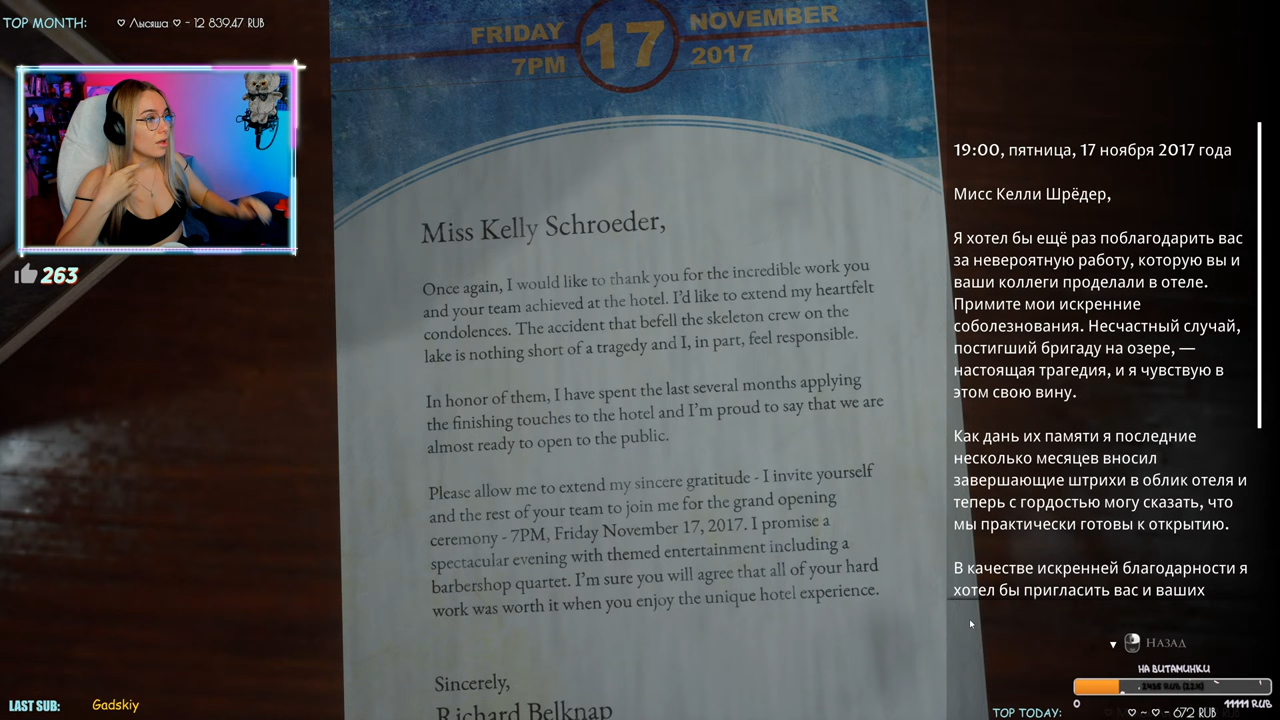 TOP MONTH:
♡ Лысяша ♡ - 12 839.47 RUB
263
FRIDAY
7PM
17
NOVEMBER
2017
Miss Kelly Schroeder,
Once again, I would like to thank you for the incredible work you
and your team achieved at the hotel. I'd like to extend my heartfelt
condolences. The accident that befell the skeleton crew on the
lake is nothing short of a tragedy and I, in part, feel responsible.
In honor of them, I have spent the last several months applying
the finishing touches to the hotel and I'm proud to say that we are
almost ready to open to the public.
Please allow me to extend my sincere gratitude - I invite yourself
and the rest of your team to join me for the grand opening
ceremony - 7PM, Friday November 17, 2017. I promise a
spectacular evening with themed entertainment including a
barbershop quartet. I'm sure you will agree that all of your hard
work was worth it when you enjoy the unique hotel experience.
Sincerely,
Richard Belknap
19:00, пятница, 17 ноября 2017 года
Мисс Келли Шрёдер,
Я хотел бы ещё раз поблагодарить вас
за невероятную работу, которую вы и
ваши коллеги проделали в отеле.
Примите мои искренние
соболезнования. Несчастный случай,
постигший бригаду на озере, —
настоящая трагедия, и я чувствую в
этом свою вину.
Как дань их памяти я последние
несколько месяцев вносил
завершающие штрихи в облик отеля и
теперь с гордостью могу сказать, что
мы практически готовы к открытию.
В качестве искренней благодарности я
хотел бы пригласить вас и ваших
НАЗАД
НА ВИТАМИНКИ
0
11111 RUB
LAST SUB:
Gadskiy
TOP TODAY:
♡ ~ ♡ - 672 RUB